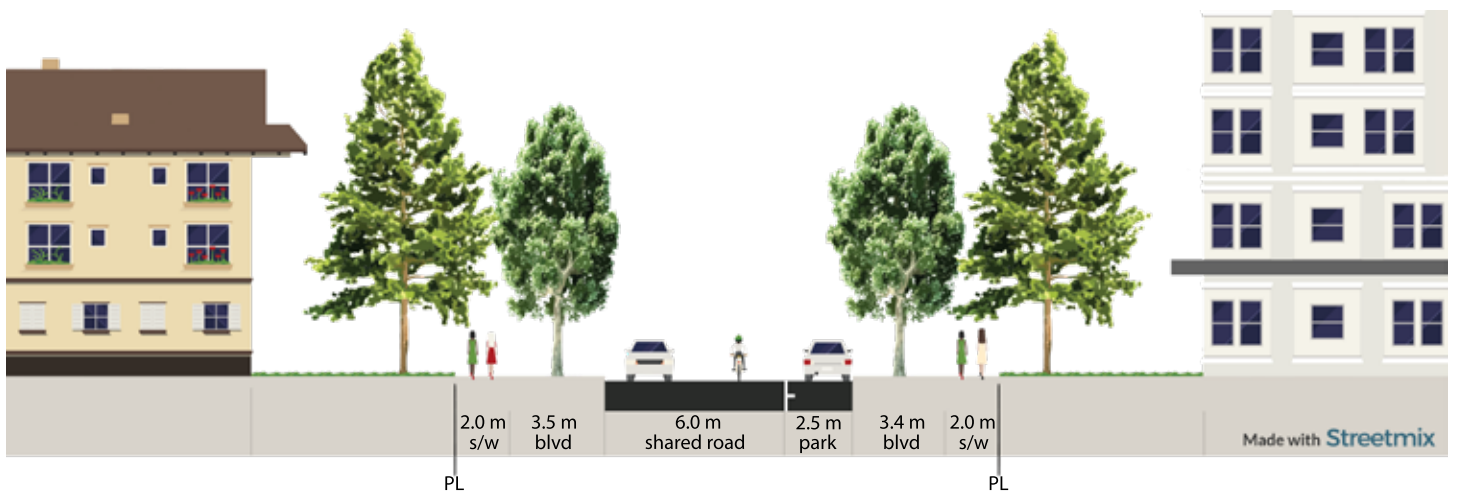 2.0 m
s/w
3.5 m
blvd
6.0 m
shared road
2.5 m
park
3.4 m
blvd
2.0 m
s/w
Made with Streetmix
PL
PL